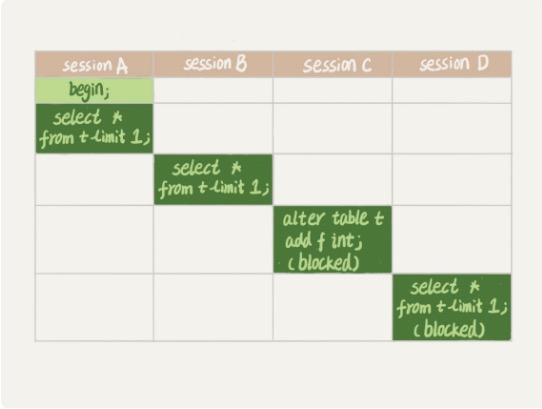 session A
session B
session C
session D
begin;
select *
from t limit 1;
select *
from t limit 1;
alter table t
add f int;
(blocked)
select *
from t limit 1;
(blocked)